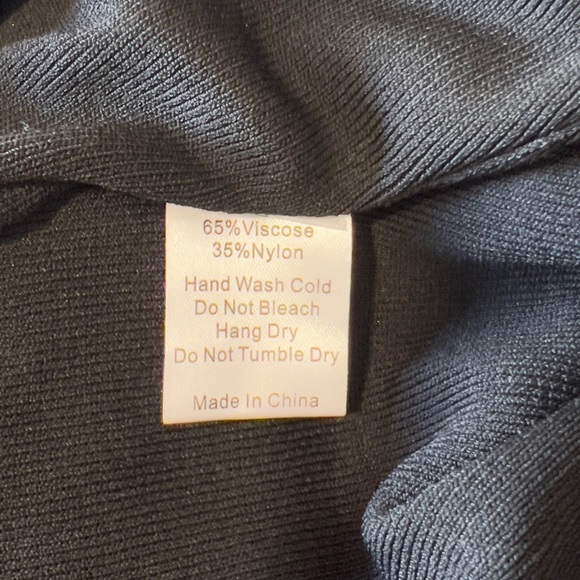 65%Viscose
35%Nylon
Hand Wash Cold
Do Not Bleach
Hang Dry
Do Not Tumble Dry
Made In China